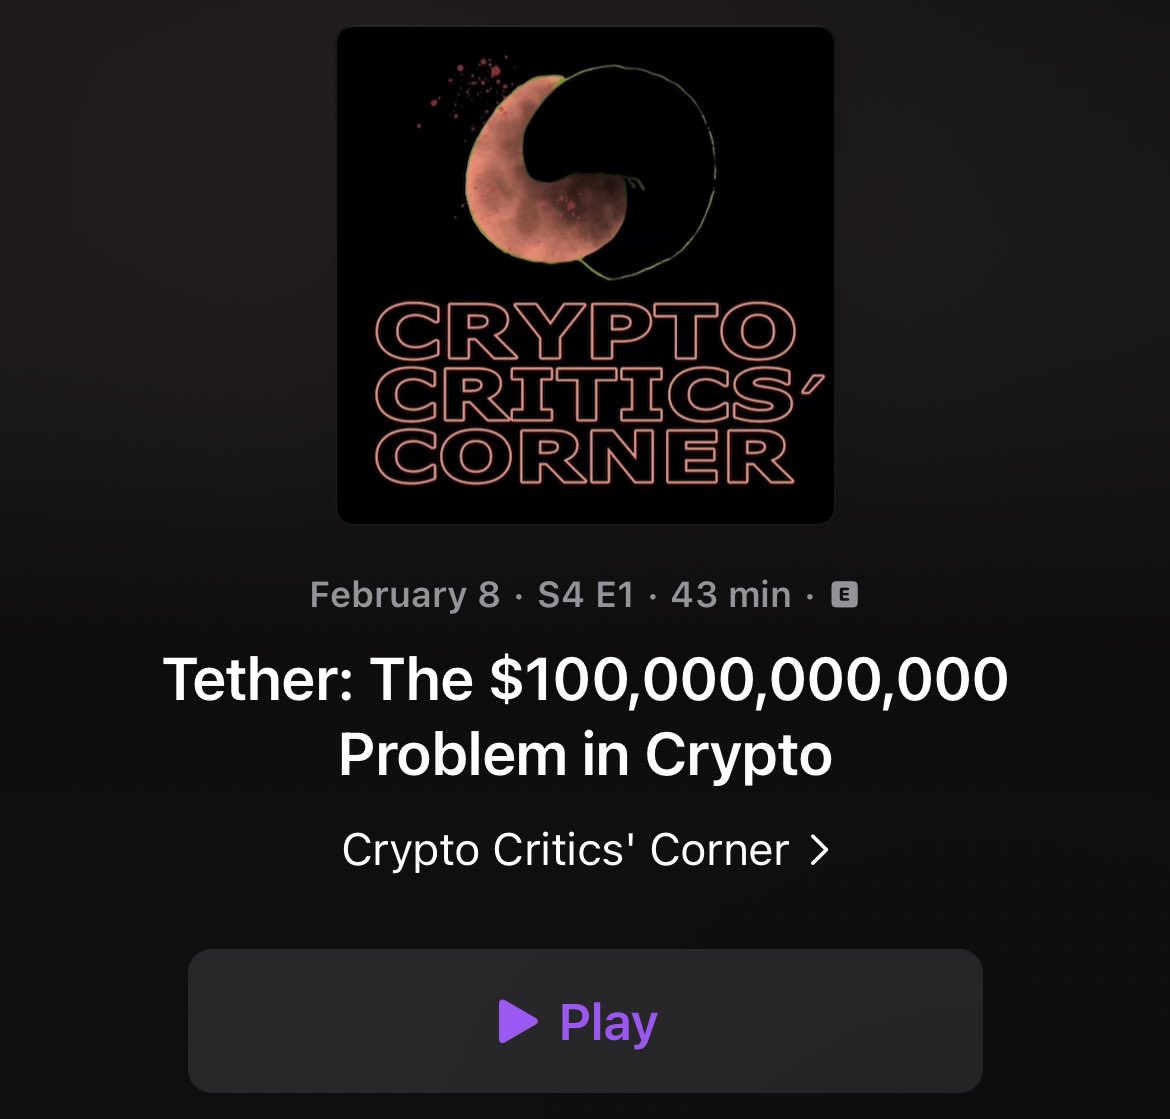 CRYPTO
CRITICS’
CORNER
February 8 · S4 E1 · 43 min · E
Tether: The $100,000,000,000
Problem in Crypto
Crypto Critics' Corner
Play